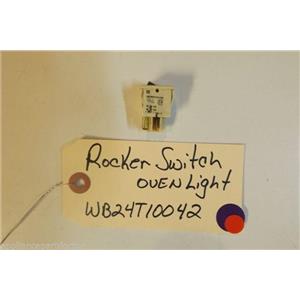 Rocker Switch
OVEN Light
WB24T10042